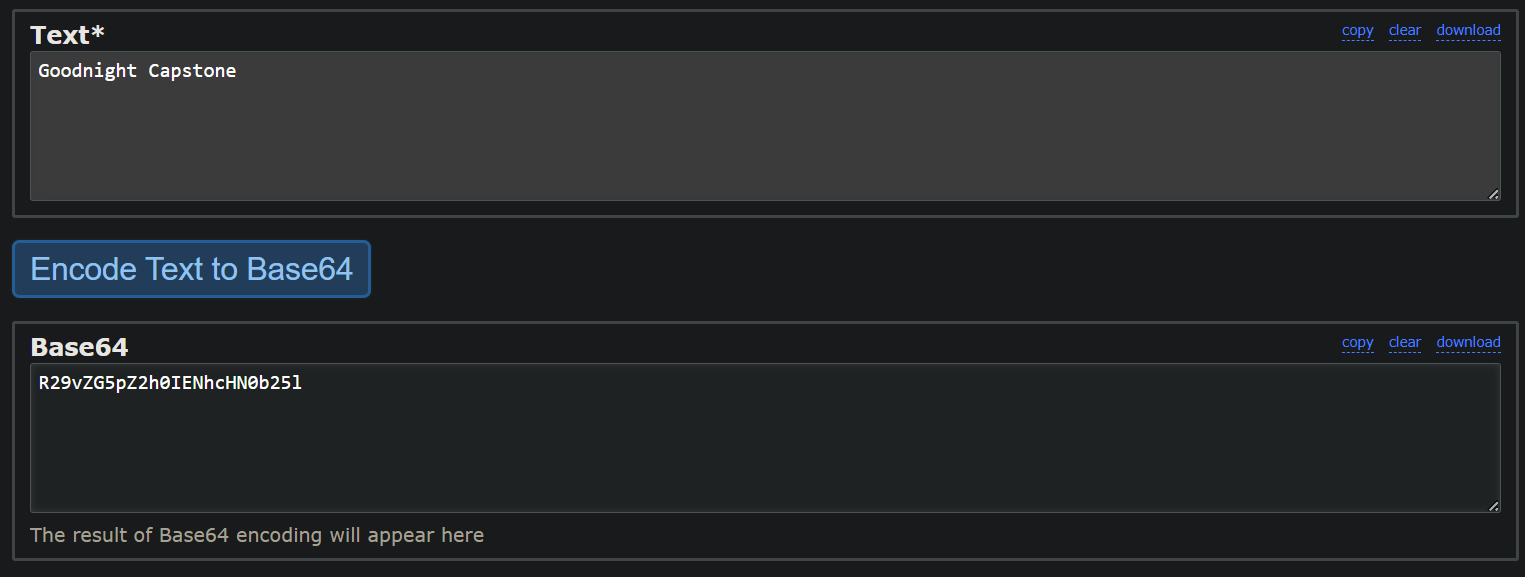 Text*
copy clear download
Goodnight Capstone
Encode Text to Base64
Base64
copy clear download
R29vZG5pZ2h0IENhcHN0b25l
The result of Base64 encoding will appear here